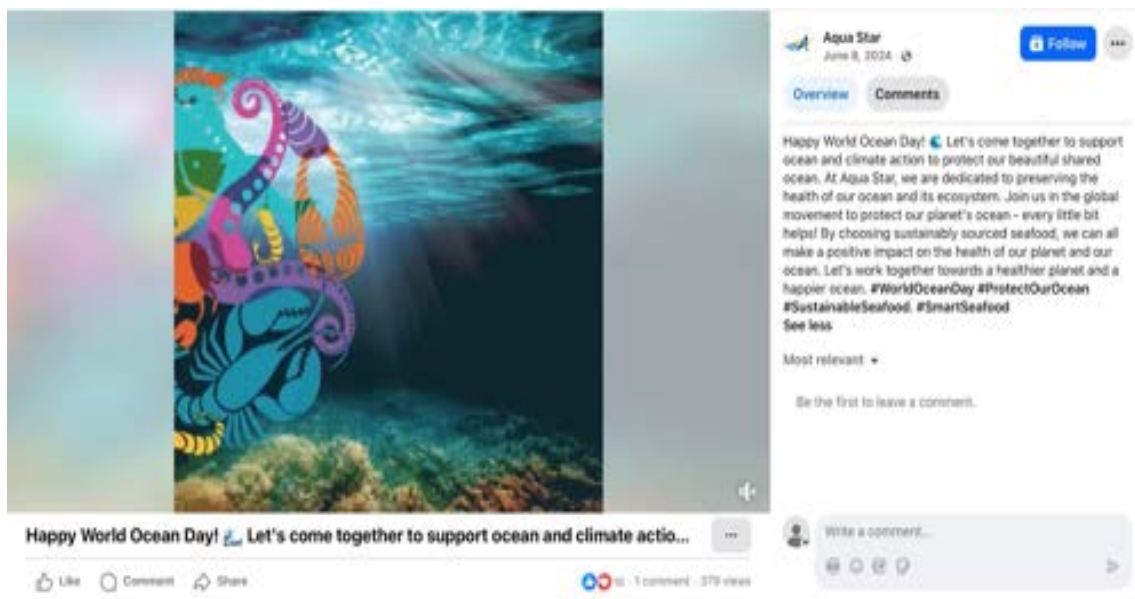 Aqua Star
June 8, 2024
Follow
Overview
Comments
Happy World Ocean Day! 🌊 Let's come together to support
ocean and climate action to protect our beautiful shared
ocean. At Aqua Star, we are dedicated to preserving the
health of our ocean and its ecosystem. Join us in the global
movement to protect our planet's ocean - every little bit
helps! By choosing sustainably sourced seafood, we can all
make a positive impact on the health of our planet and our
ocean. Let's work together towards a healthier planet and a
happier ocean. #WorldOceanDay #ProtectOurOcean
#SustainableSeafood. #SmartSeafood
See less
Most relevant
Be the first to leave a comment.
Write a comment...
Happy World Ocean Day! 🌊 Let's come together to support ocean and climate actio...
Like Comment Share
1 comment · 379 views